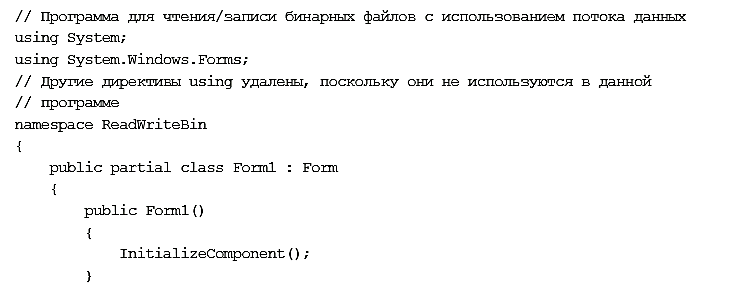 // Программа для чтения/записи бинарных файлов с использованием потока данных
using System;
using System.Windows.Forms;
// Другие директивы using удалены, поскольку они не используются в данной
// программе
namespace ReadWriteBin
{
    public partial class Form1 : Form
    {
        public Form1()
        {
            InitializeComponent();
        }